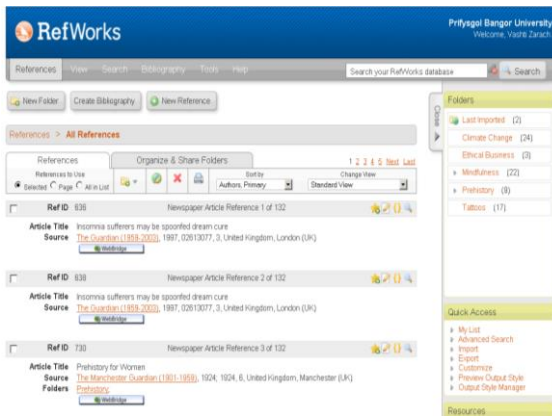 RefWorks
Prifysgol Bangor University
Welcome, Vashti Zarach
References View Search Bibliography Tools Help
Search your RefWorks database
Search
New Folder Create Bibliography New Reference
References > All References
References
Organize & Share Folders
1 2 3 4 5 Next Last
References to Use
Selected Page All in List
Sort by
Authors, Primary
Change View
Standard View
Ref ID 636 Newspaper Article Reference 1 of 132
Article Title Insomnia sufferers may be spoonfed dream cure
Source The Guardian (1959-2003), 1997, 02613077, 3, United Kingdom, London (UK)
WebBridge
Ref ID 638 Newspaper Article Reference 2 of 132
Article Title Insomnia sufferers may be spoonfed dream cure
Source The Guardian (1959-2003), 1997, 02613077, 3, United Kingdom, London (UK)
WebBridge
Ref ID 730 Newspaper Article Reference 3 of 132
Article Title Prehistory for Women
Source The Manchester Guardian (1901-1959), 1924, 1924, 6, United Kingdom, Manchester (UK)
Folders Prehistory,
WebBridge
Close
Folders
Last Imported (2)
Climate Change (24)
Ethical Business (3)
Mindfulness (22)
Prehistory (9)
Tattoos (17)
Quick Access
My List
Advanced Search
Import
Export
Customize
Preview Output Style
Output Style Manager
Resources